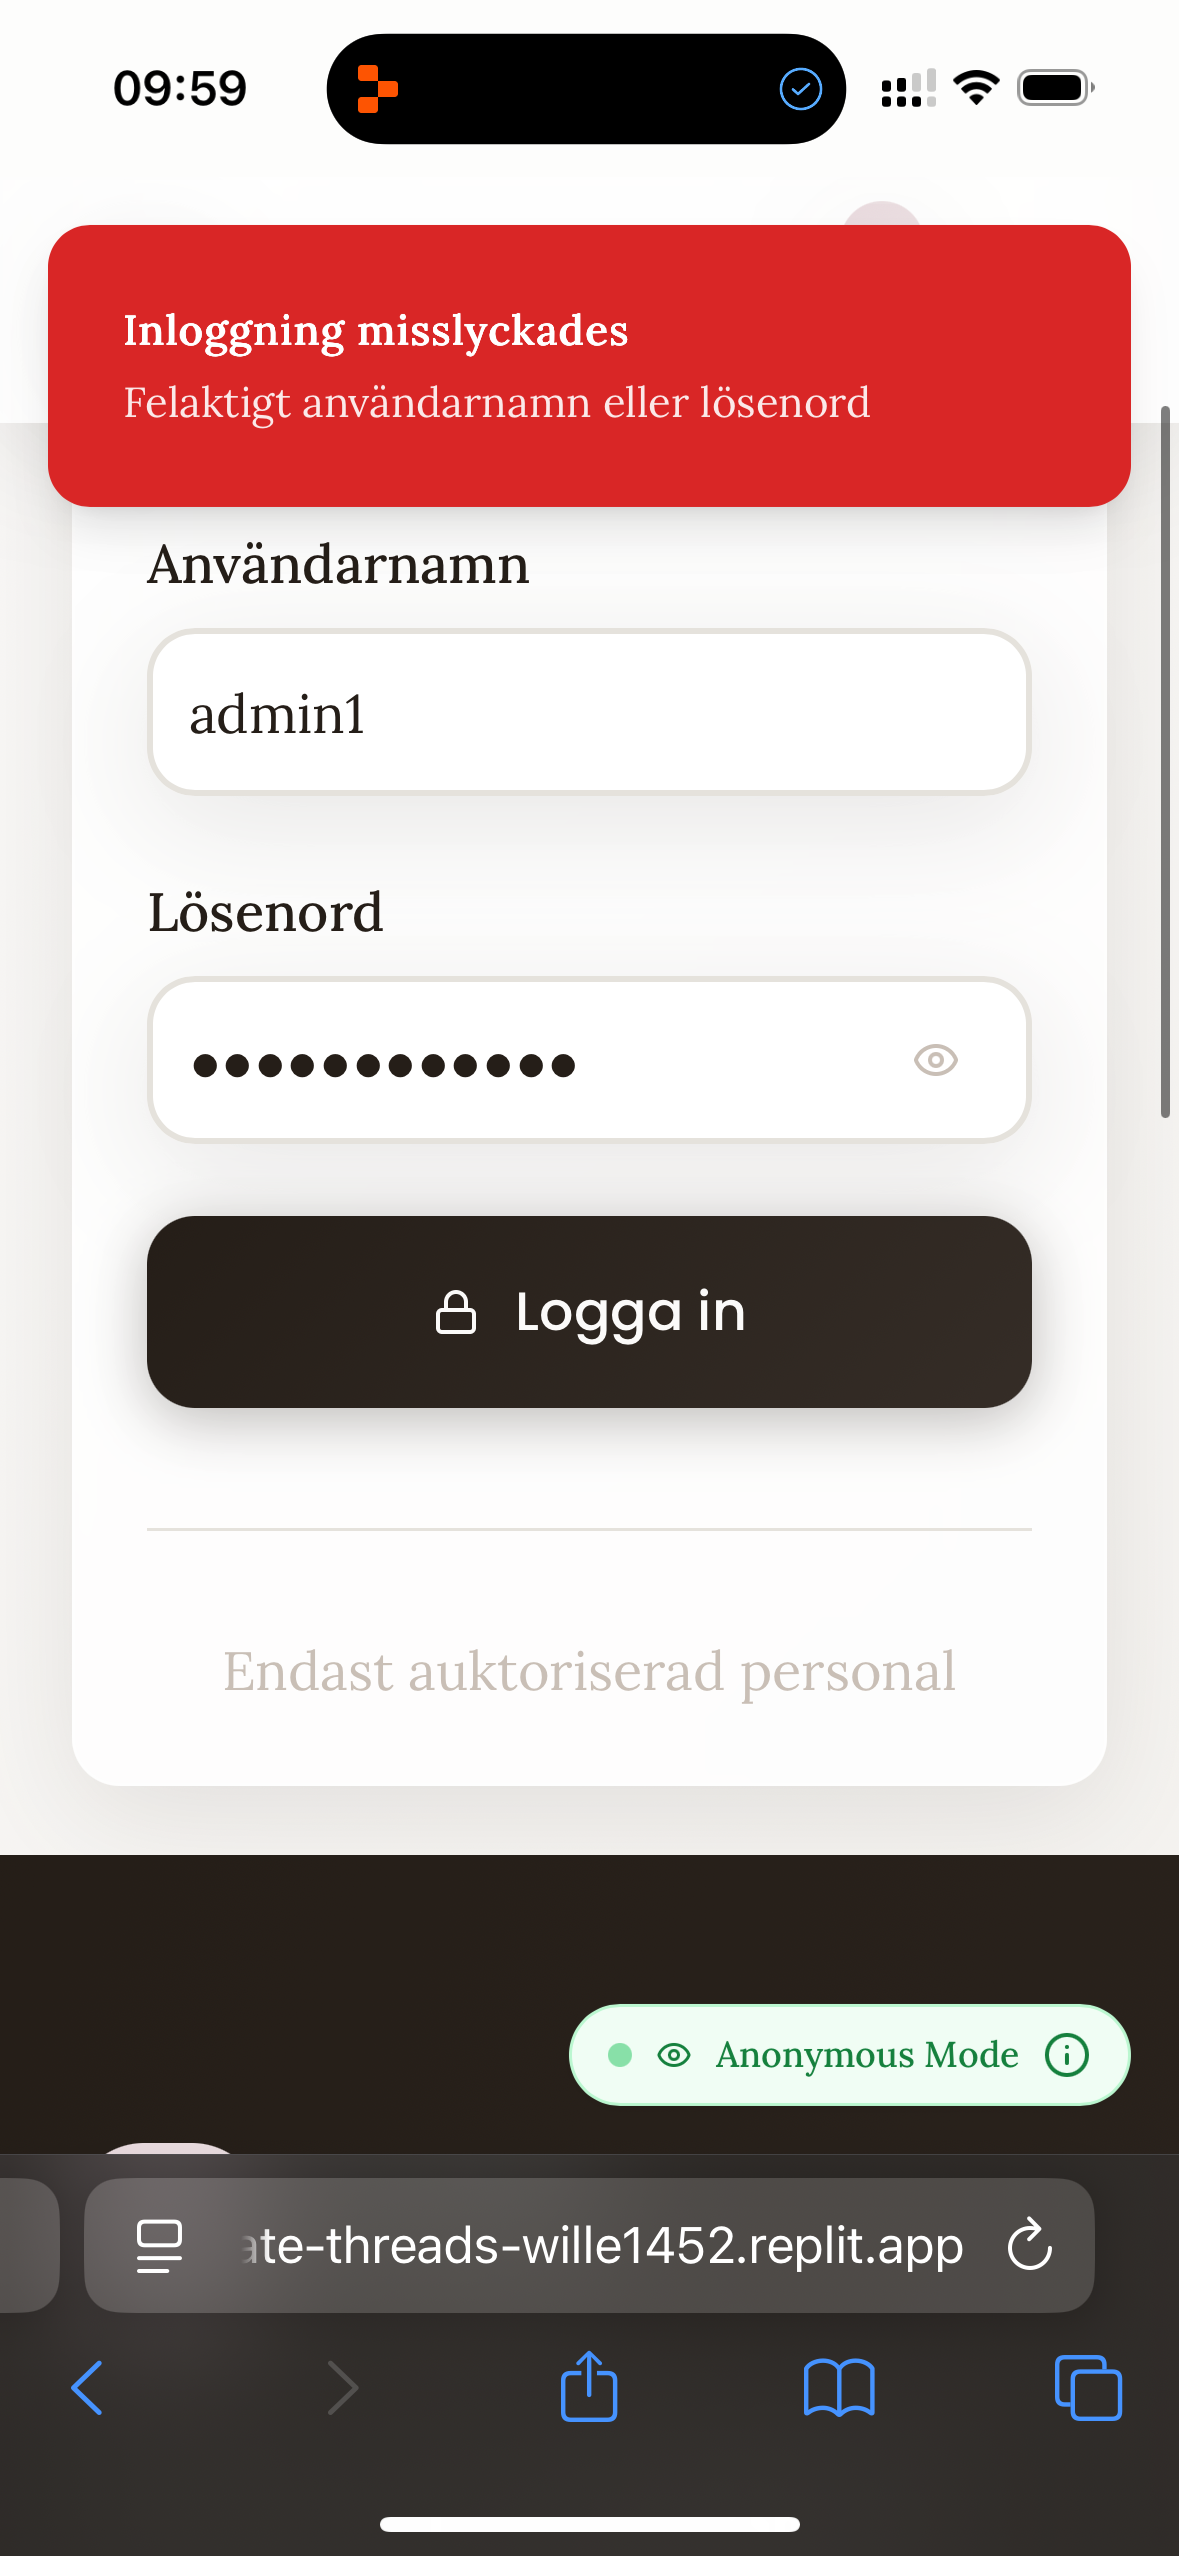 09:59
Inloggning misslyckades
Felaktigt användarnamn eller lösenord
Användarnamn
admin1
Lösenord
Logga in
Endast auktoriserad personal
Anonymous Mode
ate-threads-wille1452.replit.app